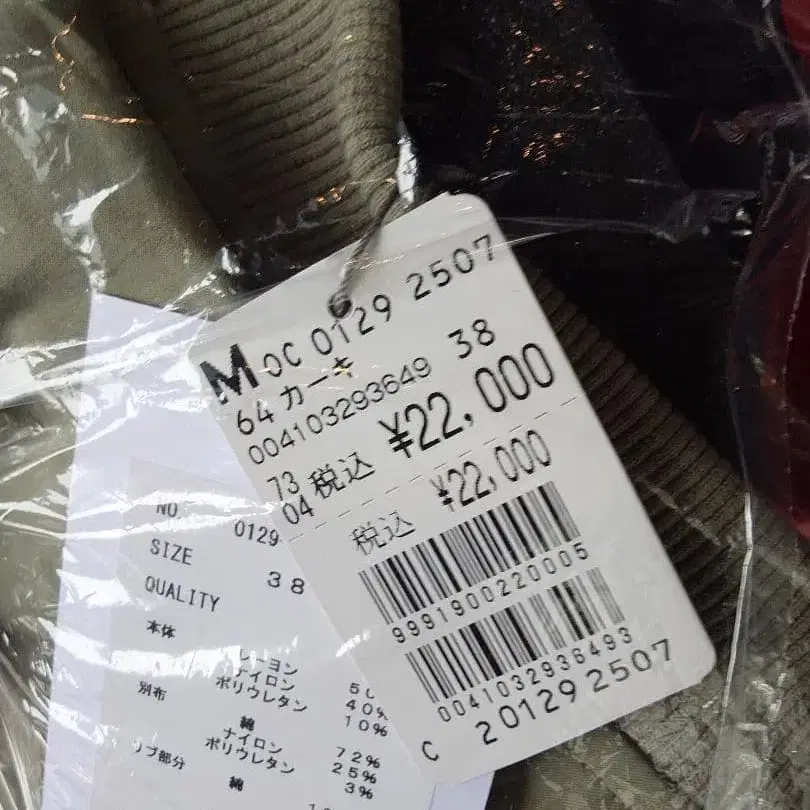 MOC 0129 2507
64 カーキ 38
004103293649
73 税込 ¥22,000
04
税込 ¥22,000
9991900220005
0041032936493
C 20129 2507
NO 0129
SIZE 38
QUALITY
本体
レーヨン
ナイロン 40%
ポリウレタン 10%
別布
綿 72%
ナイロン 25%
ポリウレタン 3%
リブ部分
綿